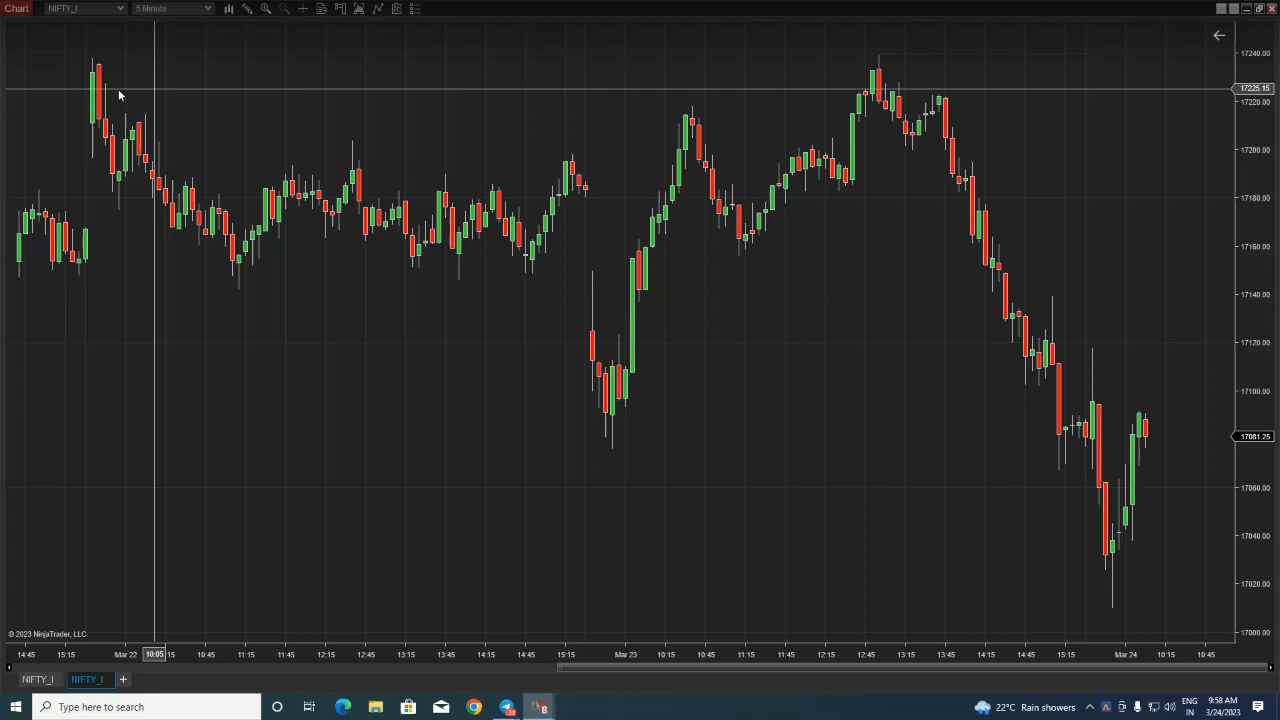 Chart NIFTY_I 5 Minute
17240.00
17225.15
17220.00
17200.00
17180.00
17160.00
17140.00
17120.00
17100.00
17081.25
17060.00
17040.00
17020.00
17000.00
© 2023 NinjaTrader, LLC
14:45 15:15 Mar 22 10:05 15 10:45 11:15 11:45 12:15 12:45 13:15 13:45 14:15 14:45 15:15 Mar 23 10:15 10:45 11:15 11:45 12:15 12:45 13:15 13:45 14:15 14:45 15:15 Mar 24 10:15 10:45
NIFTY_I NIFTY_I +
Type here to search
8
22°C Rain showers
ENG
IN
9:58 AM
3/24/2023